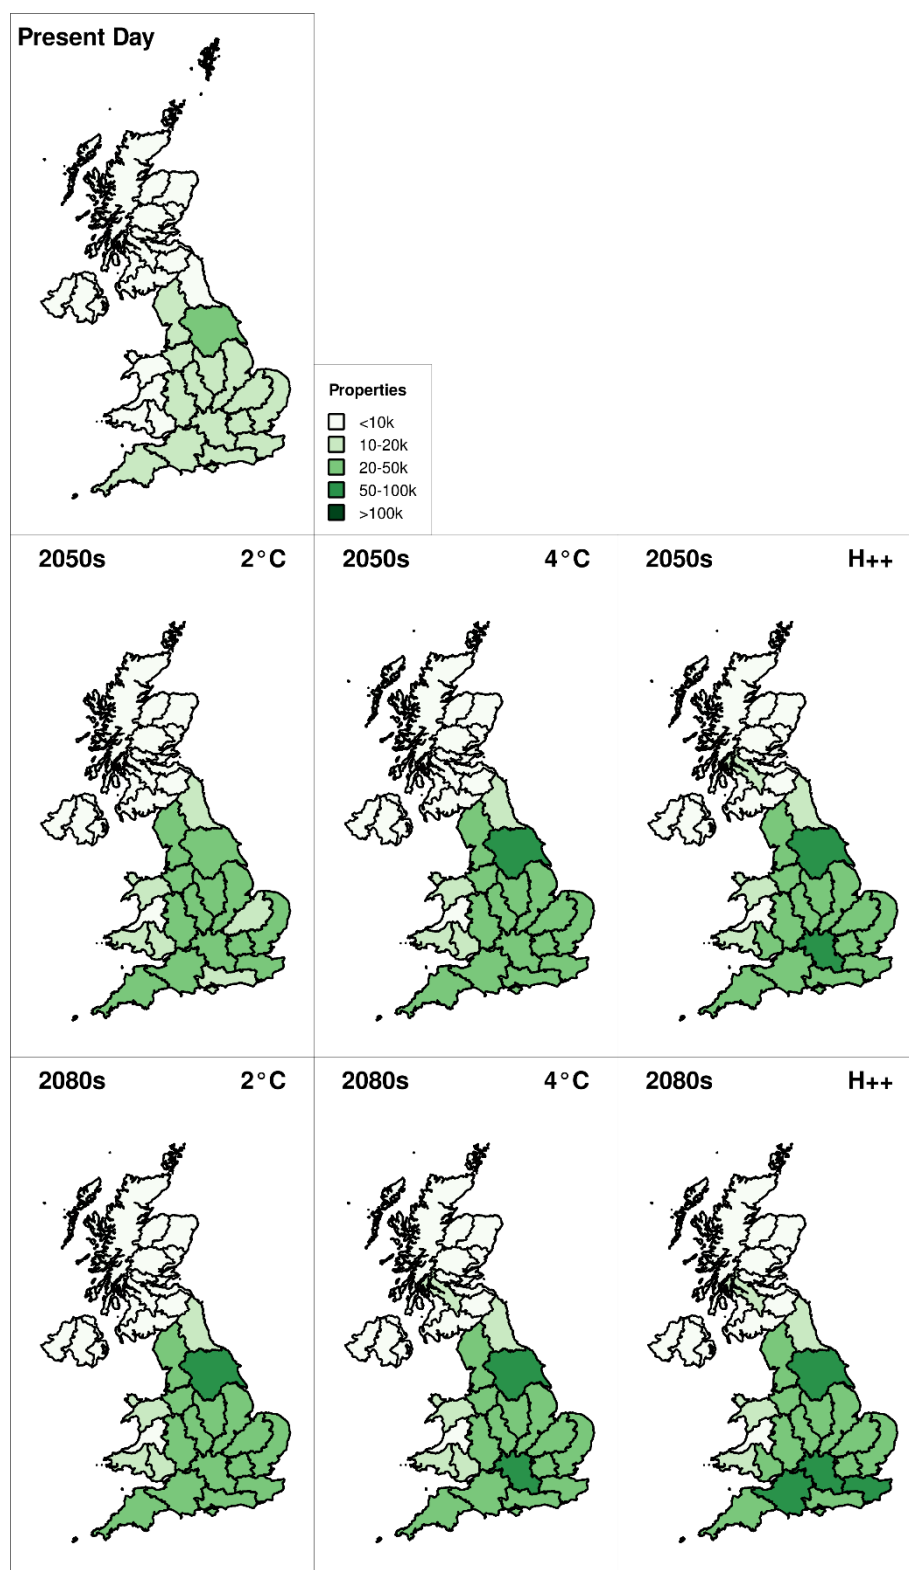 Present Day
Properties
<10k
10-20k
20-50k
50-100k
>100k
2050s 2°C
2050s 4°C
2050s H++
2080s 2°C
2080s 4°C
2080s H++